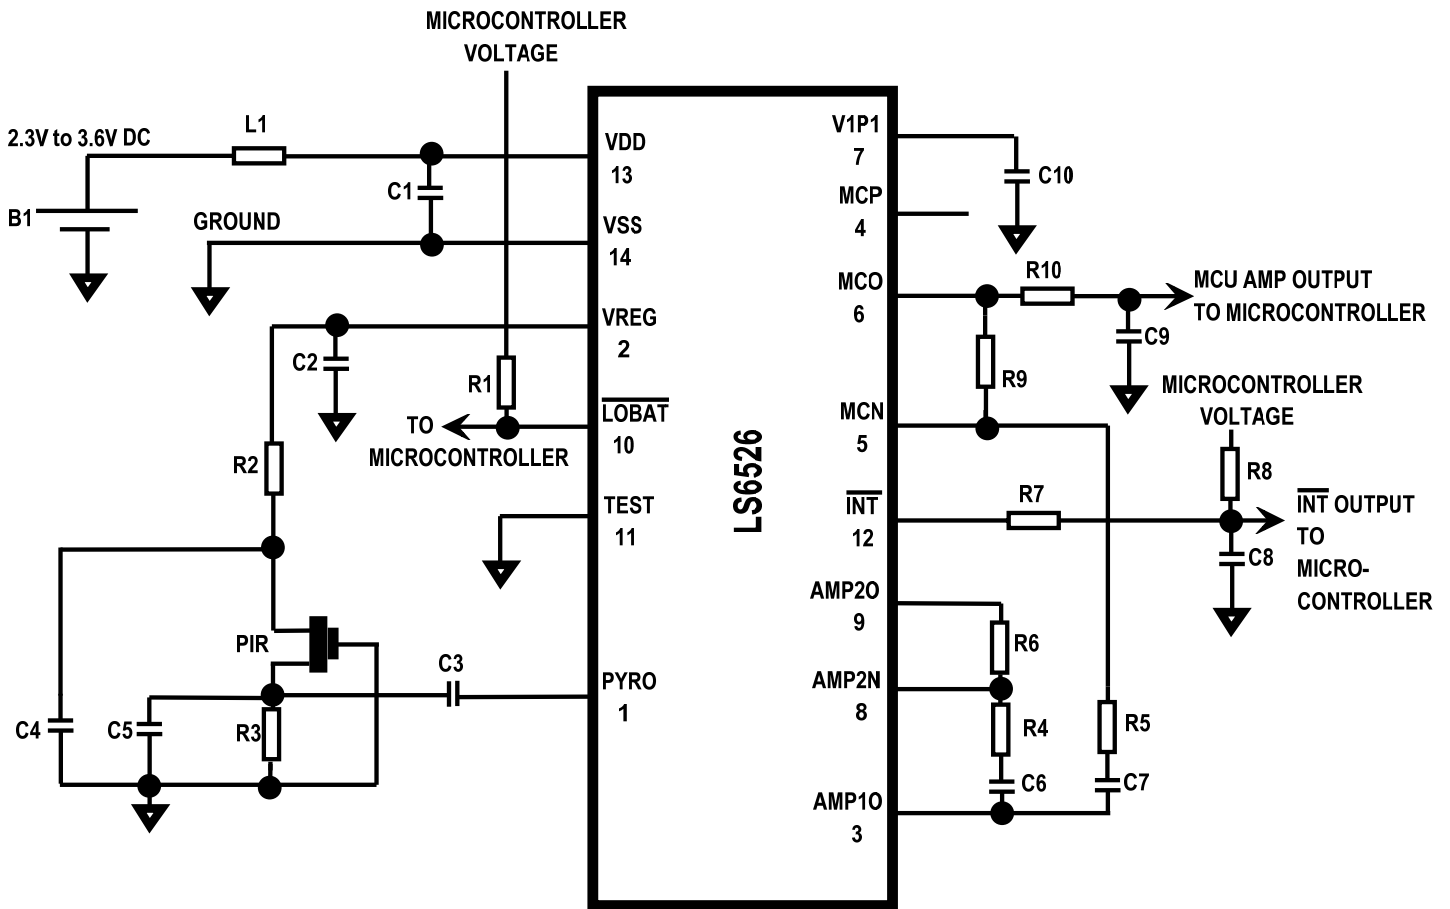 MICROCONTROLLER
VOLTAGE
2.3V to 3.6V DC
L1
VDD
13
C1
B1
GROUND
VSS
14
VREG
2
C2
R1
TO
MICROCONTROLLER
LOBAT
10
R2
TEST
11
PIR
C3
PYRO
1
C4
C5
R3
LS6526
V1P1
7
C10
MCP
4
MCO
6
R10
MCU AMP OUTPUT
TO MICROCONTROLLER
C9
R9
MICROCONTROLLER
VOLTAGE
MCN
5
R8
INT
12
R7
INT OUTPUT
TO
MICRO-
CONTROLLER
C8
AMP2O
9
R6
AMP2N
8
R4
R5
C6
C7
AMP1O
3